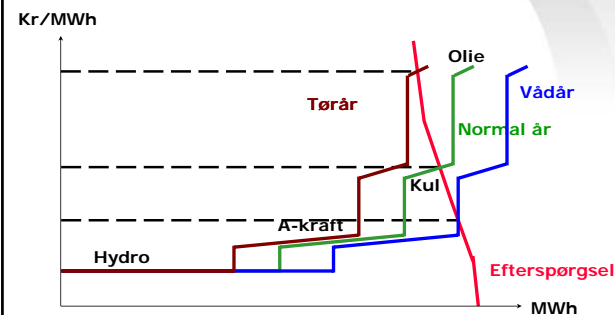 Kr/MWh
Olie
Tørår
Vådår
Normal år
Kul
A-kraft
Hydro
Efterspørgsel
MWh